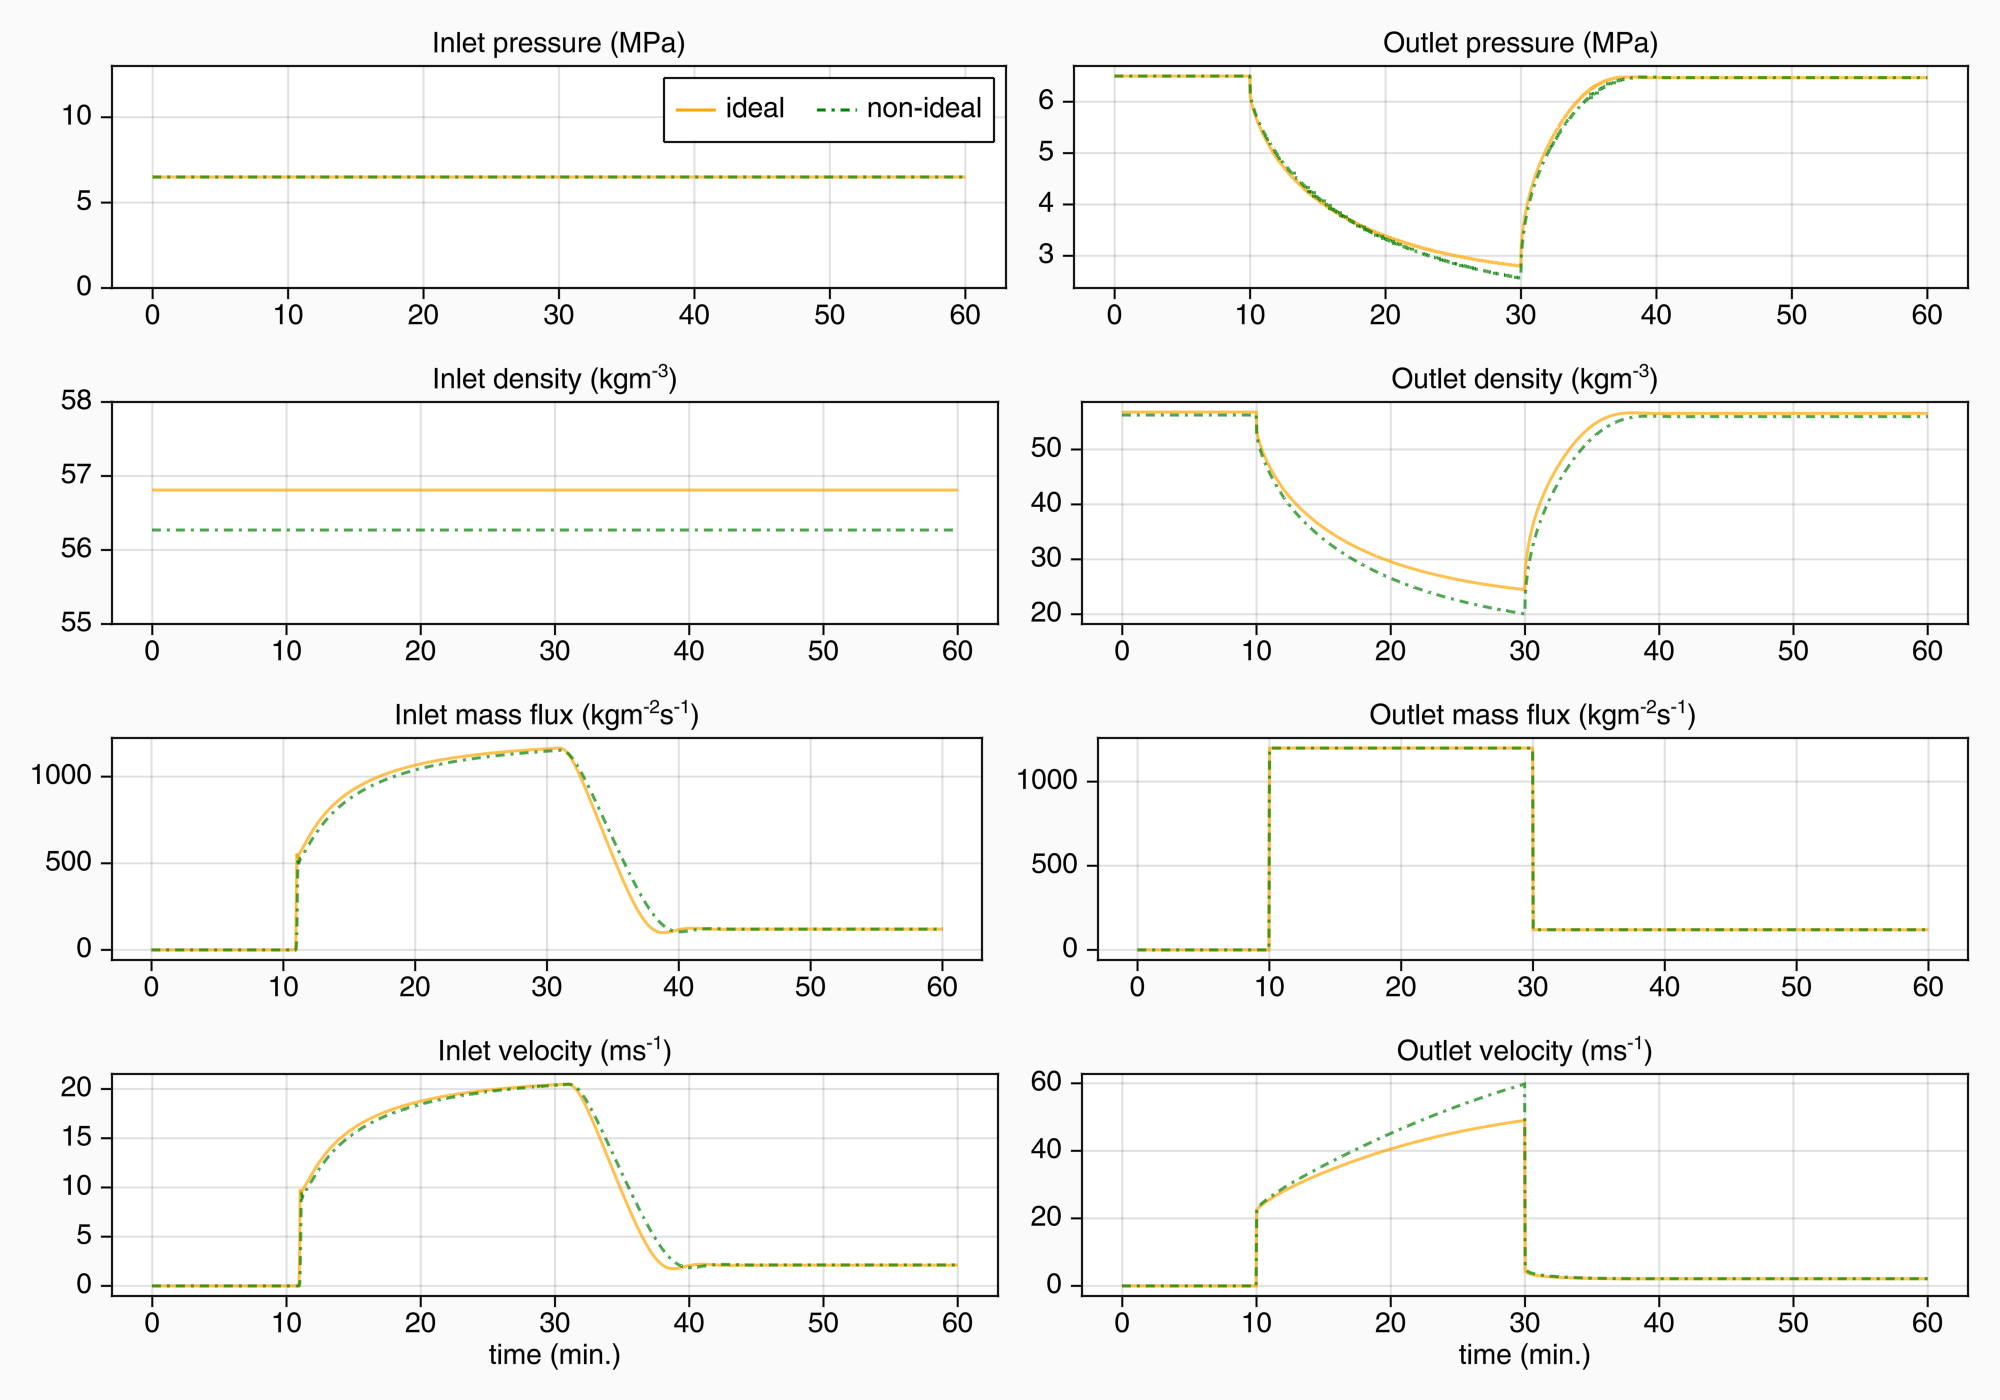 Inlet pressure (MPa)
10
5
0
ideal
non-ideal
0 10 20 30 40 50 60
Outlet pressure (MPa)
6
5
4
3
0 10 20 30 40 50 60
Inlet density (kgm⁻³)
58
57
56
55
0 10 20 30 40 50 60
Outlet density (kgm⁻³)
50
40
30
20
0 10 20 30 40 50 60
Inlet mass flux (kgm⁻²s⁻¹)
1000
500
0
0 10 20 30 40 50 60
Outlet mass flux (kgm⁻²s⁻¹)
1000
500
0
0 10 20 30 40 50 60
Inlet velocity (ms⁻¹)
20
15
10
5
0
0 10 20 30 40 50 60
time (min.)
Outlet velocity (ms⁻¹)
60
40
20
0
0 10 20 30 40 50 60
time (min.)